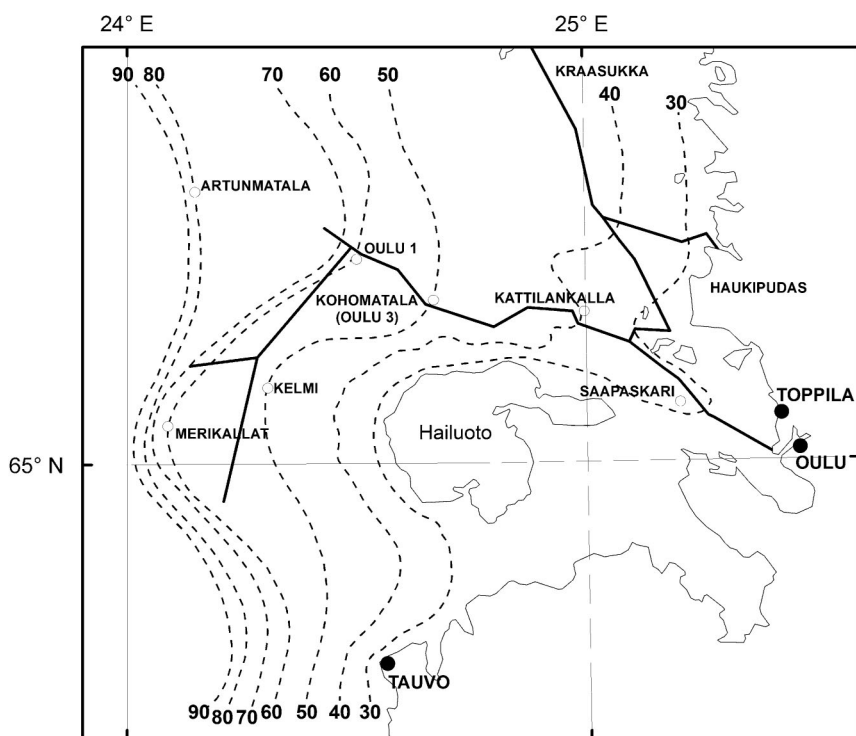 24° E
25° E
90 80
70
60
50
KRAASUKKA
40
30
ARTUNMATALA
OULU 1
KOHOMATALA
(OULU 3)
KATTILANKALLA
HAUKIPUDAS
KELMI
SAAPASKARI
TOPPILA
MERIKALLAT
Hailuoto
OULU
65° N
TAUVO
90
80
70
60
50
40
30